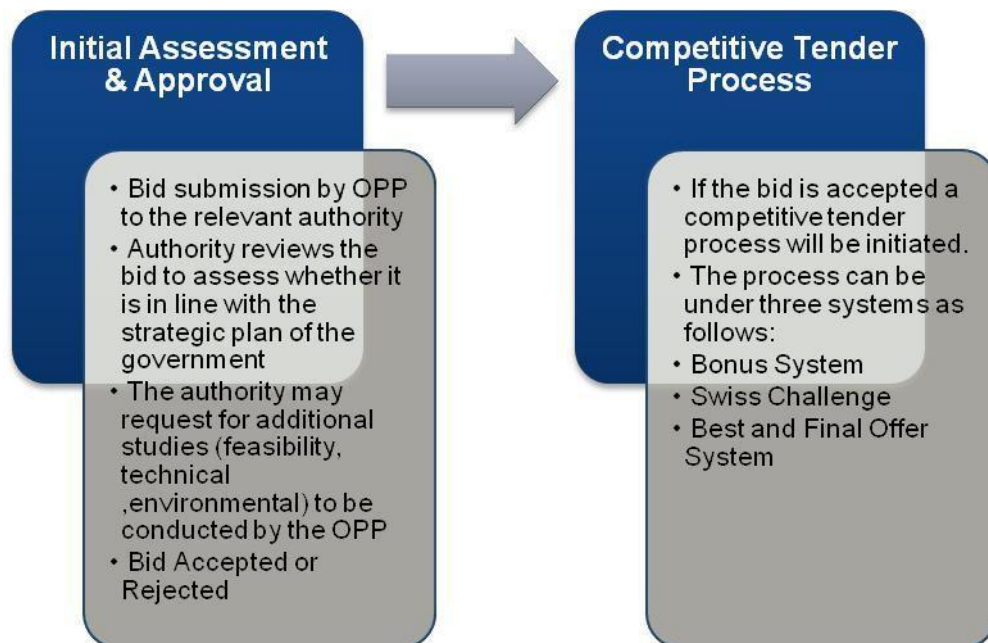 Initial Assessment
& Approval
• Bid submission by OPP
to the relevant authority
• Authority reviews the
bid to assess whether it
is in line with the
strategic plan of the
government
• The authority may
request for additional
studies (feasibility,
technical
,environmental) to be
conducted by the OPP
• Bid Accepted or
Rejected
Competitive Tender
Process
• If the bid is accepted a
competitive tender
process will be initiated.
• The process can be
under three systems as
follows:
• Bonus System
• Swiss Challenge
• Best and Final Offer
System